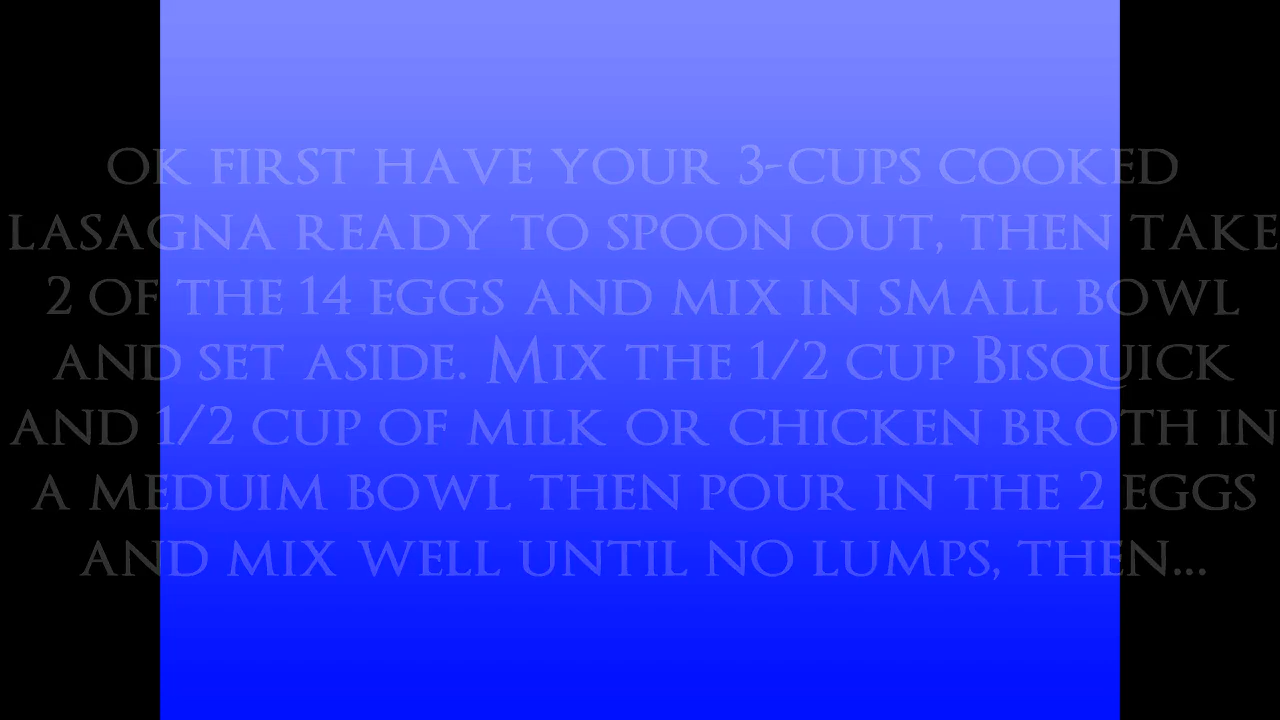 OK FIRST HAVE YOUR 3-CUPS COOKED
LASAGNA READY TO SPOON OUT, THEN TAKE
2 OF THE 14 EGGS AND MIX IN SMALL BOWL
AND SET ASIDE. MIX THE 1/2 CUP BISQUICK
AND 1/2 CUP OF MILK OR CHICKEN BROTH IN
A MEDUIM BOWL THEN POUR IN THE 2 EGGS
AND MIX WELL UNTIL NO LUMPS, THEN...